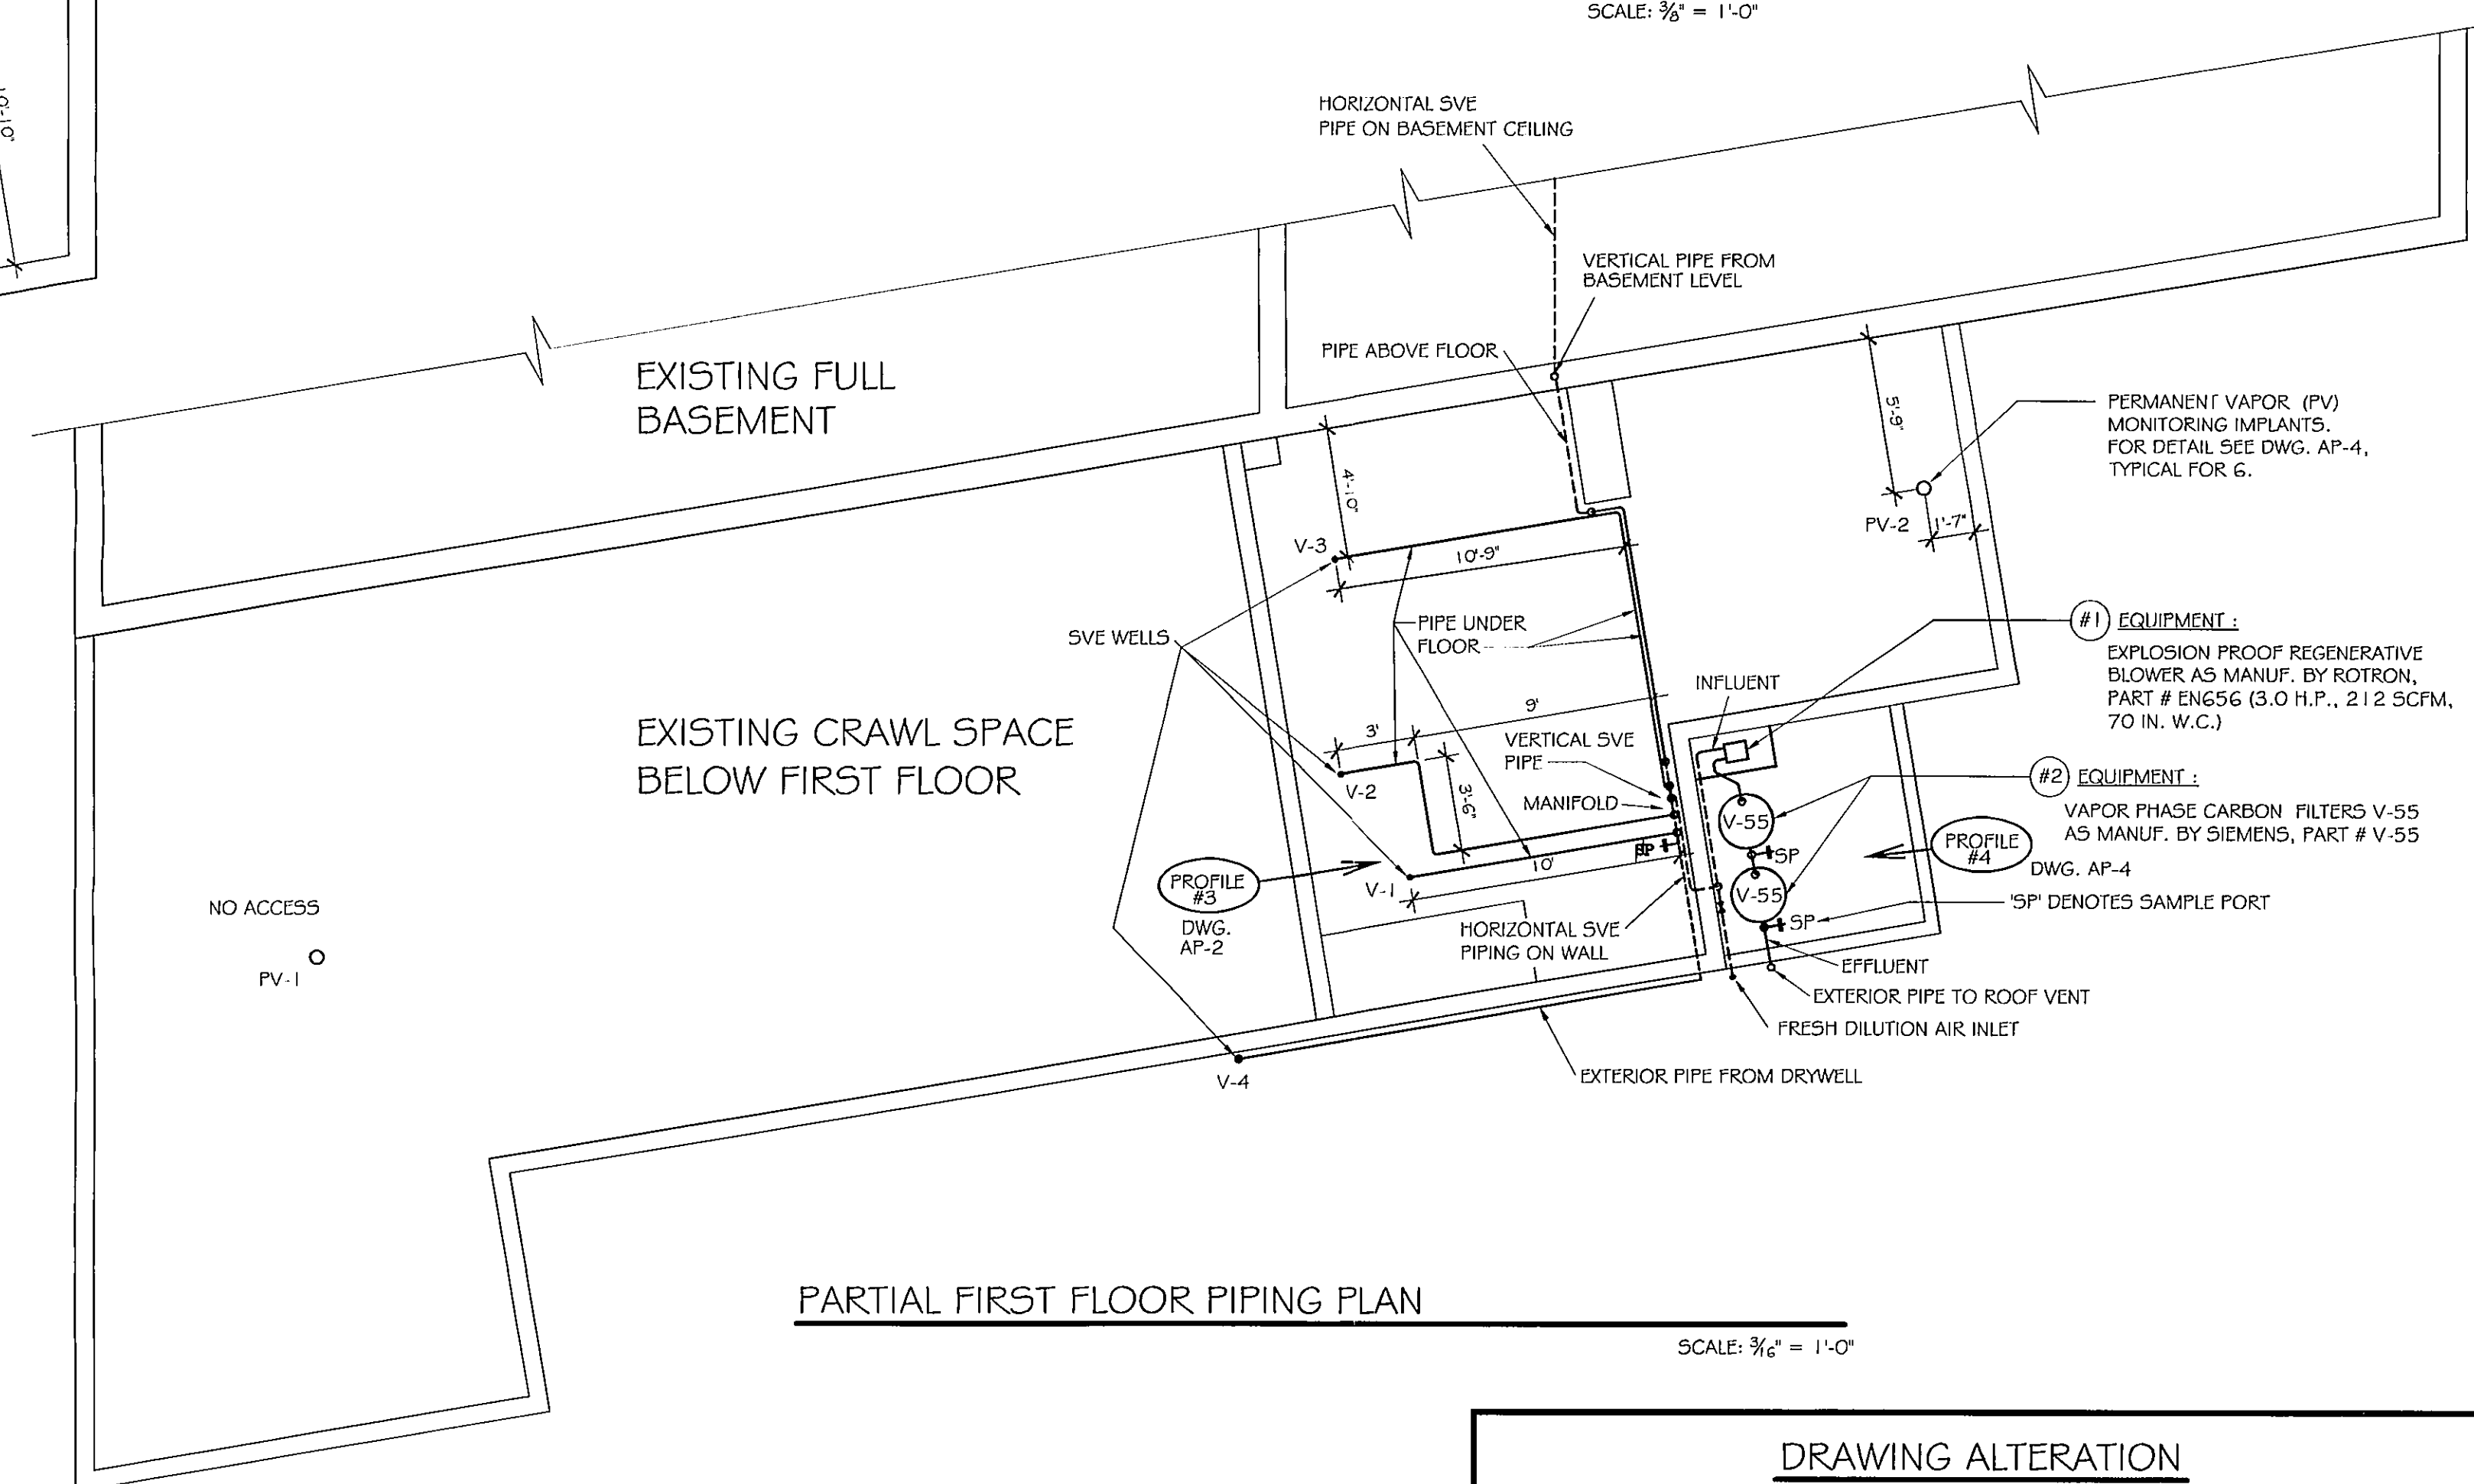 SCALE: 3/8" = 1'-0"
HORIZONTAL SVE
PIPE ON BASEMENT CEILING
VERTICAL PIPE FROM
BASEMENT LEVEL
PIPE ABOVE FLOOR
EXISTING FULL
BASEMENT
5'-9"
PERMANENT VAPOR (PV)
MONITORING IMPLANTS.
FOR DETAIL SEE DWG. AP-4,
TYPICAL FOR 6.
4'-10"
PV-2
1'-7"
V-3
10'-9"
SVE WELLS
PIPE UNDER
FLOOR
#1
EQUIPMENT :
EXPLOSION PROOF REGENERATIVE
BLOWER AS MANUF. BY ROTRON,
PART # EN656 (3.0 H.P., 212 SCFM,
70 IN. W.C.)
INFLUENT
9'
3'
EXISTING CRAWL SPACE
BELOW FIRST FLOOR
VERTICAL SVE
PIPE
V-2
3'-6"
MANIFOLD
#2
EQUIPMENT :
VAPOR PHASE CARBON FILTERS V-55
AS MANUF. BY SIEMENS, PART # V-55
V-55
SP
SP
PROFILE
#4
DWG. AP-4
10'
V-1
PROFILE
#3
DWG.
AP-2
V-55
SP
'SP' DENOTES SAMPLE PORT
NO ACCESS
PV-1
HORIZONTAL SVE
PIPING ON WALL
EFFLUENT
EXTERIOR PIPE TO ROOF VENT
FRESH DILUTION AIR INLET
V-4
EXTERIOR PIPE FROM DRYWELL
PARTIAL FIRST FLOOR PIPING PLAN
SCALE: 3/16" = 1'-0"
DRAWING ALTERATION